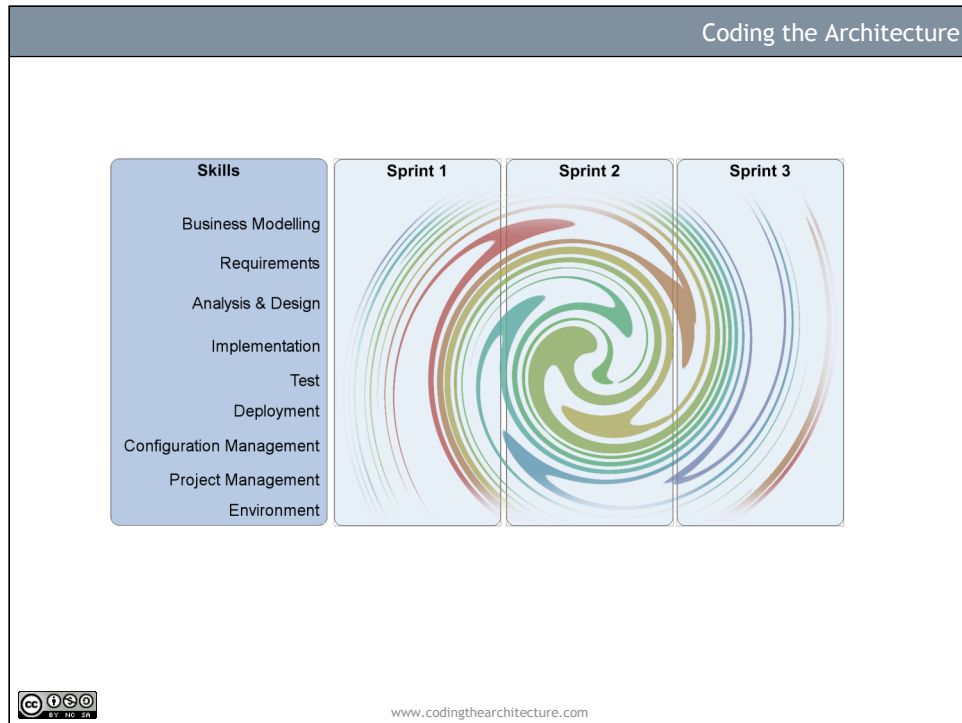 Coding the Architecture
Skills
Sprint 1
Sprint 2
Sprint 3
Business Modelling
Requirements
Analysis & Design
Implementation
Test
Deployment
Configuration Management
Project Management
Environment
cc
BY NC SA
www.codingthearchitecture.com